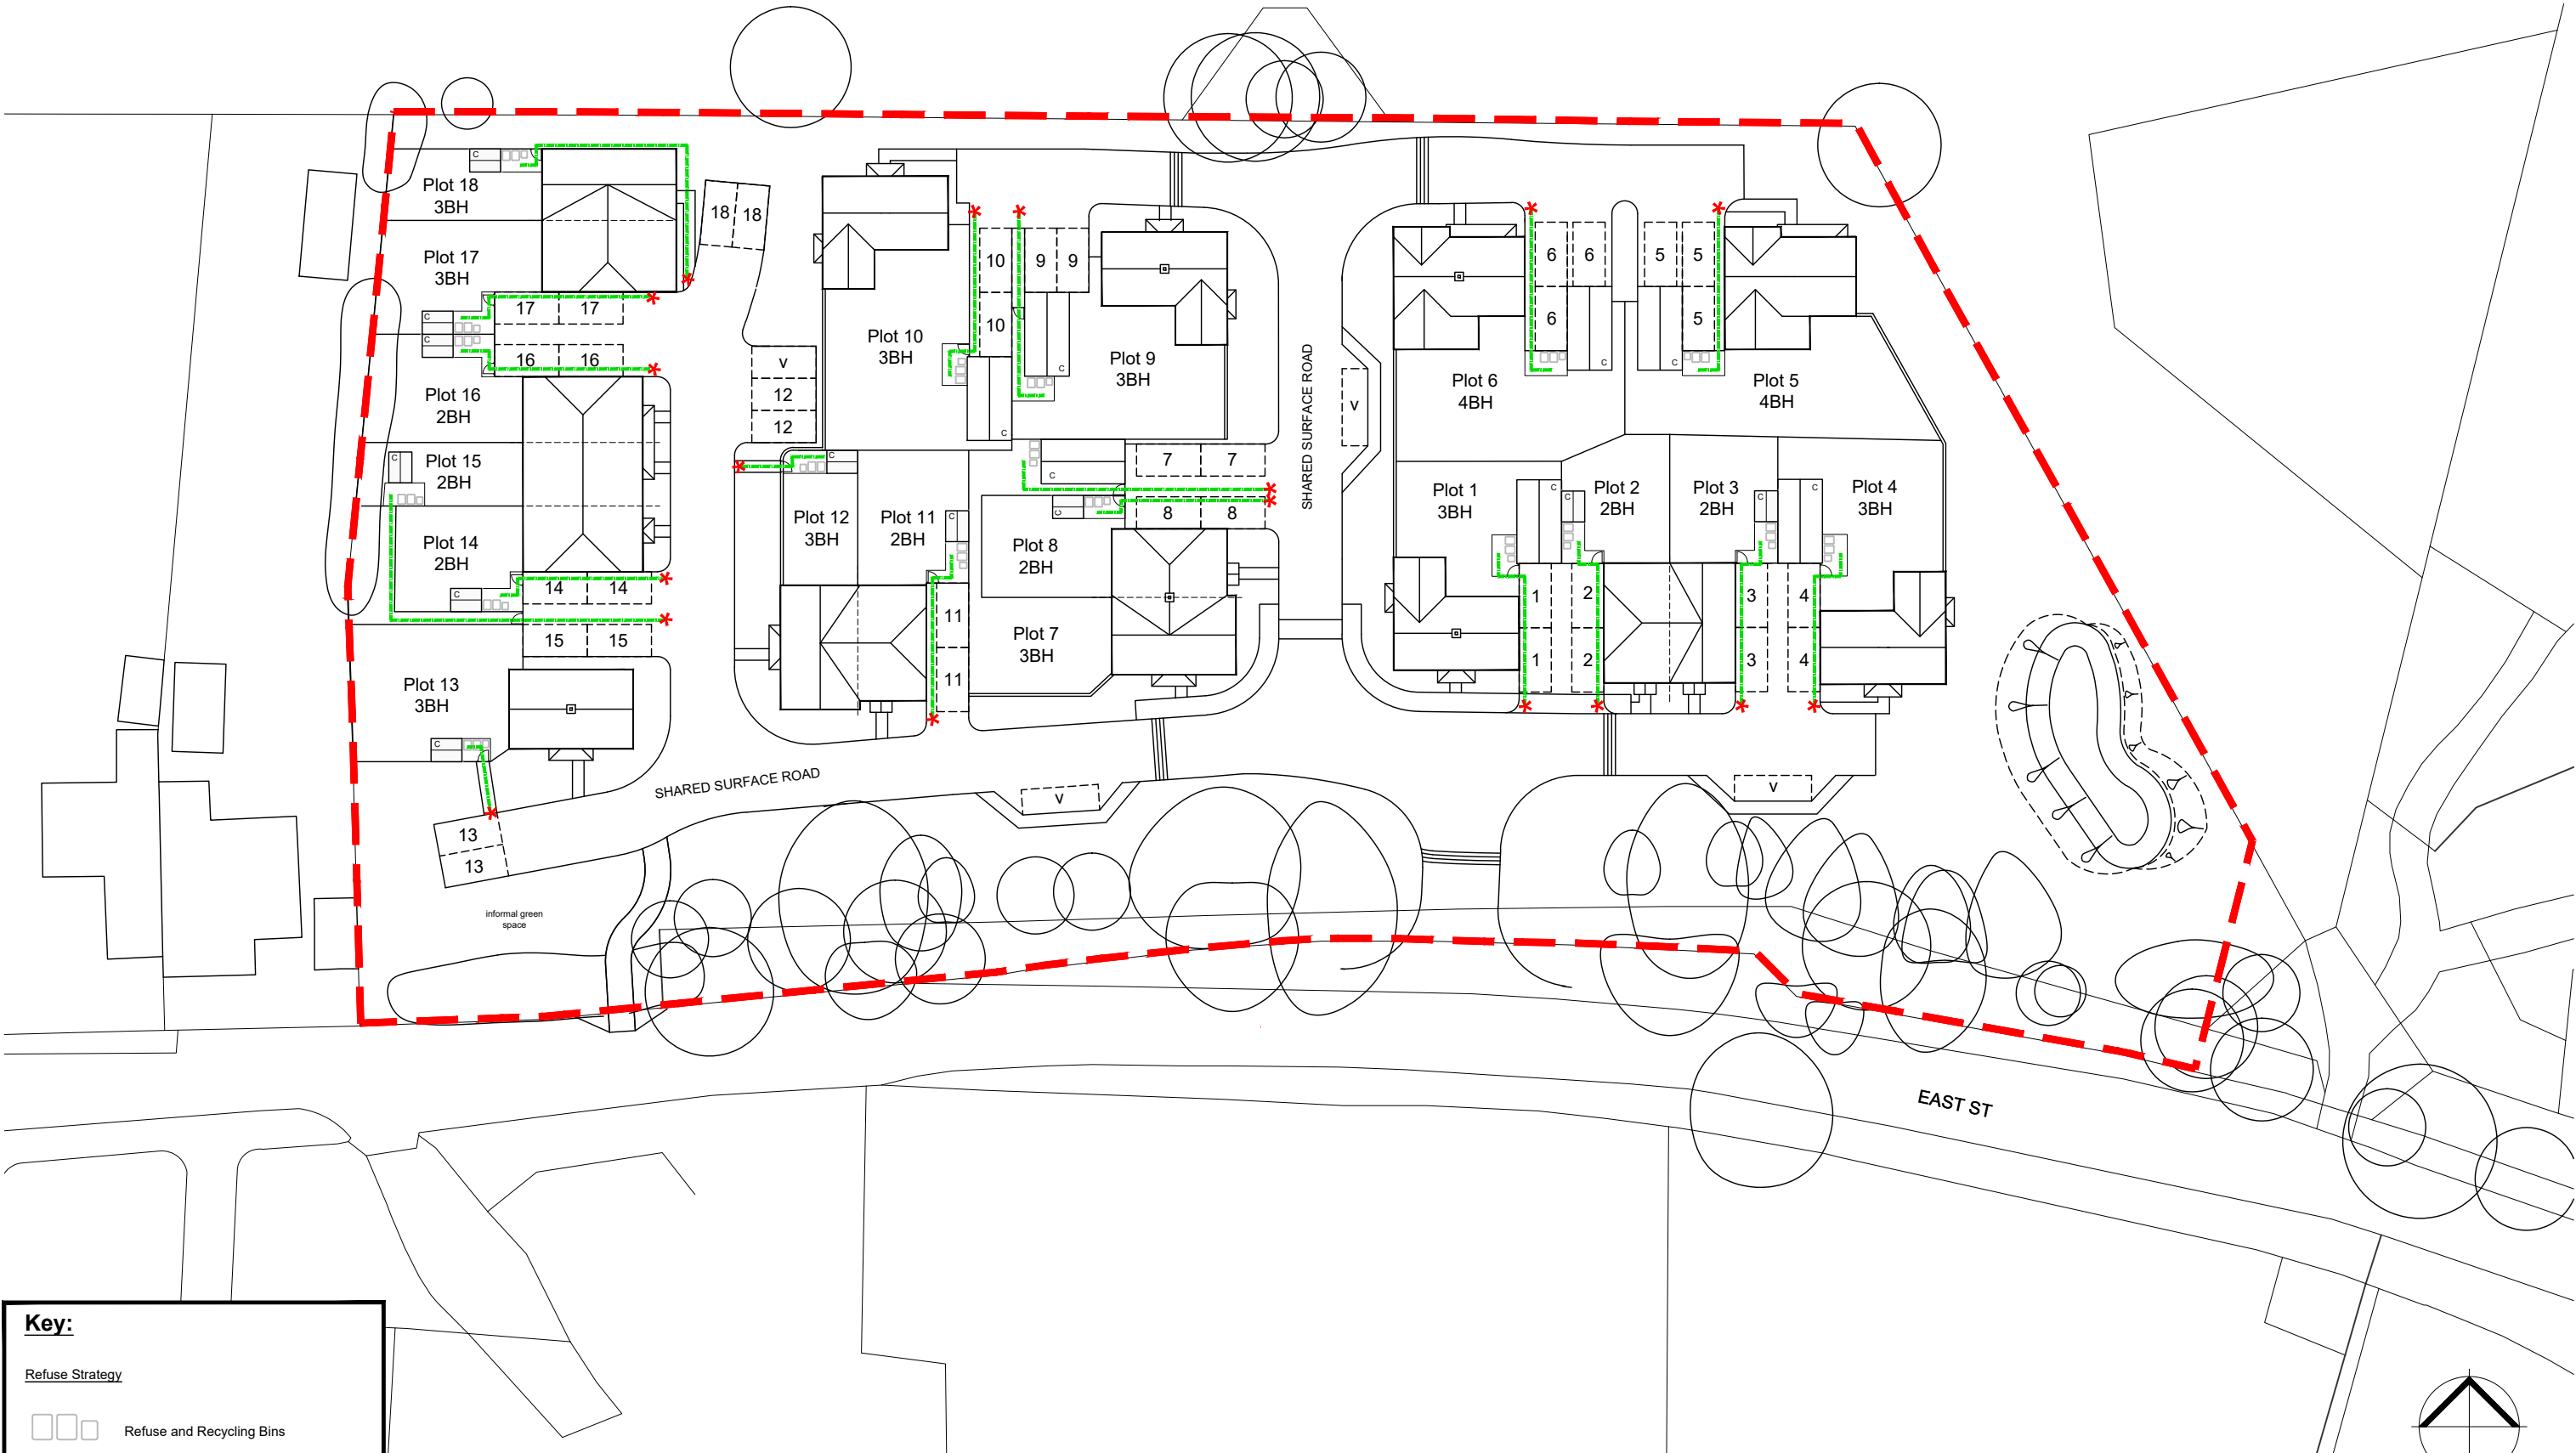 C
Plot 18
3BH
18
18
Plot 17
3BH
17
17
C
C
16
16
Plot 16
2BH
C
Plot 15
2BH
Plot 14
2BH
C
14
14
15
15
Plot 13
3BH
C
13
13
informal green
space
SHARED SURFACE ROAD
V
12
12
Plot 10
3BH
10
10
C
9
9
C
Plot 9
3BH
C
Plot 12
3BH
Plot 11
2BH
C
11
11
C
7
7
C
8
8
Plot 8
2BH
Plot 7
3BH
V
SHARED SURFACE ROAD
V
6
6
6
C
5
5
5
C
Plot 6
4BH
Plot 5
4BH
Plot 1
3BH
C
C
Plot 2
2BH
Plot 3
2BH
C
C
Plot 4
3BH
1
1
2
2
3
3
4
4
V
EAST ST
Key:
Refuse Strategy
Refuse and Recycling Bins